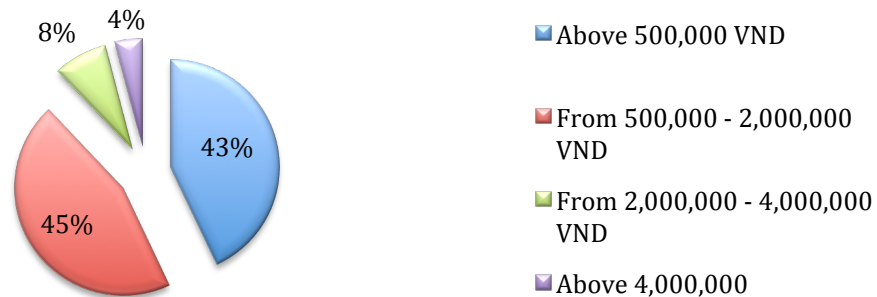 4%
8%
43%
45%
Above 500,000 VND
From 500,000 - 2,000,000
VND
From 2,000,000 - 4,000,000
VND
Above 4,000,000